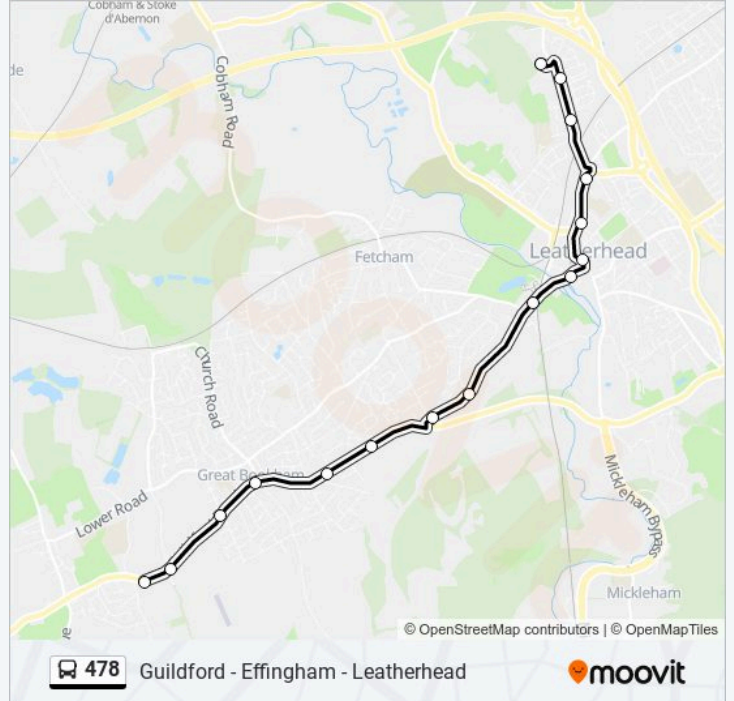 Cobham & Stoke
d'Abernon
de
Cobham Road
Leatherhead
Fetcham
Church Road
Great Bookham
Lower Road
Mickleham Bypass
Mickleham
© OpenStreetMap contributors | © OpenMapTiles
478 Guildford - Effingham - Leatherhead
moovit